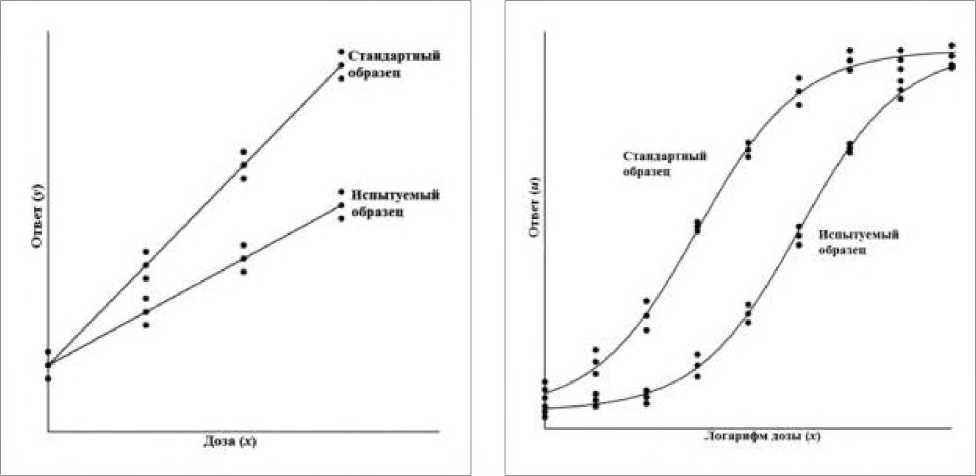 Стандартный
образец
Испытуемый
образец
Ответ (y)
Доза (x)
Стандартный
образец
Испытуемый
образец
Ответ (u)
Логарифм дозы (x)